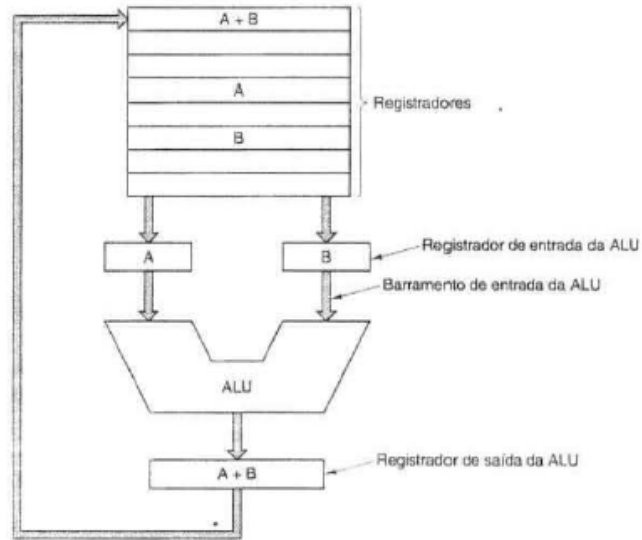 A + B
A
Registradores
B
A
B
Registrador de entrada da ALU
Barramento de entrada da ALU
ALU
A + B
Registrador de saída da ALU